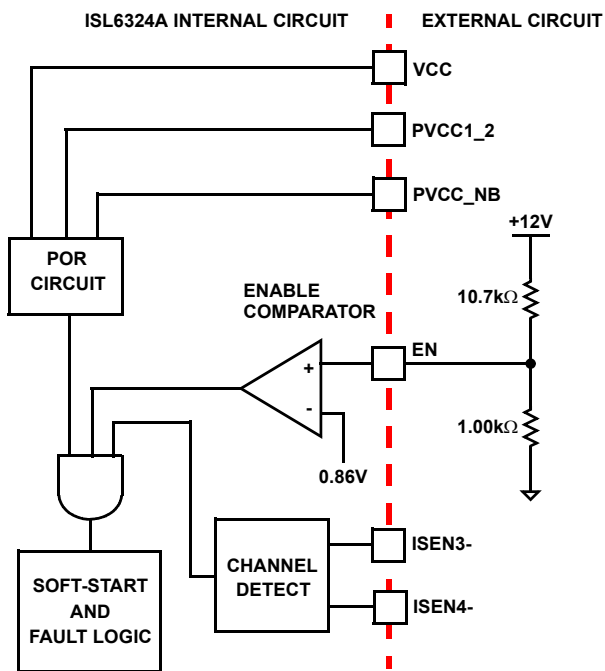 ISL6324A INTERNAL CIRCUIT
EXTERNAL CIRCUIT
VCC
PVCC1_2
PVCC_NB
+12V
POR
CIRCUIT
10.7kΩ
ENABLE
COMPARATOR
EN
+
-
1.00kΩ
0.86V
ISEN3-
CHANNEL
DETECT
ISEN4-
SOFT-START
AND
FAULT LOGIC